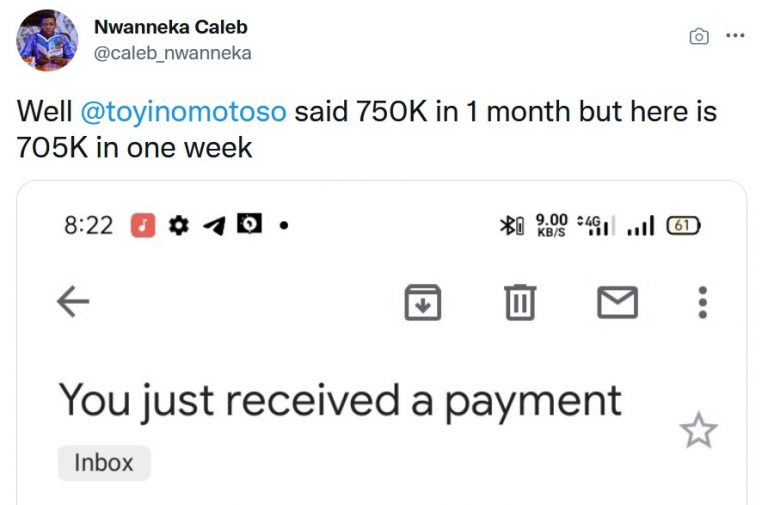 Nwanneka Caleb
@caleb_nwanneka
Well @toyinomotoso said 750K in 1 month but here is
705K in one week
8:22 9.00 KB/S 4G 61
You just received a payment
Inbox